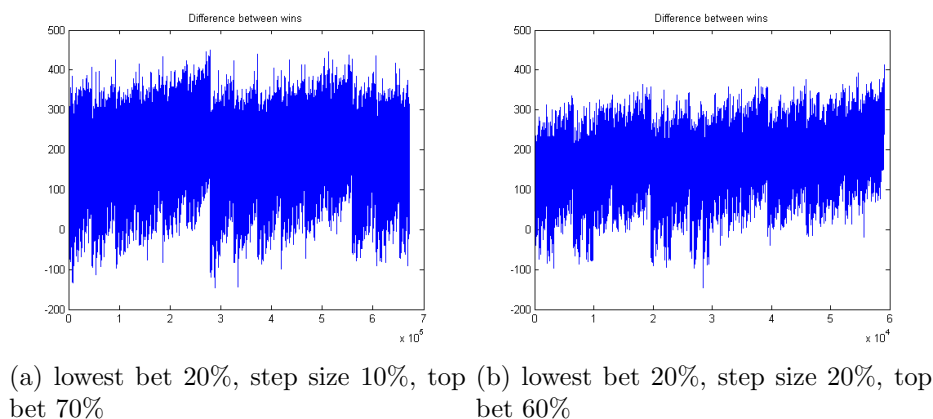 Difference between wins
500
400
300
200
100
0
-100
-200
0 1 2 3 4 5 6 7
x 10^5
Difference between wins
500
400
300
200
100
0
-100
-200
0 1 2 3 4 5 6
x 10^4
(a) lowest bet 20%, step size 10%, top
bet 70%
(b) lowest bet 20%, step size 20%, top
bet 60%